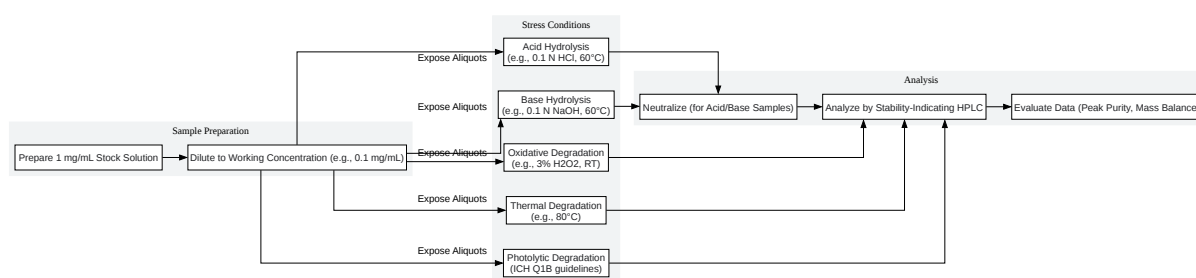 Stress Conditions
Acid Hydrolysis
(e.g., 0.1 N HCl, 60°C)
Expose Aliquots
Analysis
Base Hydrolysis
(e.g., 0.1 N NaOH, 60°C)
Expose Aliquots
Neutralize (for Acid/Base Samples)
Analyze by Stability-Indicating HPLC
Evaluate Data (Peak Purity, Mass Balance
Sample Preparation
Prepare 1 mg/mL Stock Solution
Dilute to Working Concentration (e.g., 0.1 mg/mL)
Expose Aliquots
Oxidative Degradation
(e.g., 3% H2O2, RT)
Expose Aliquots
Thermal Degradation
(e.g., 80°C)
Expose Aliquots
Photolytic Degradation
(ICH Q1B guidelines)